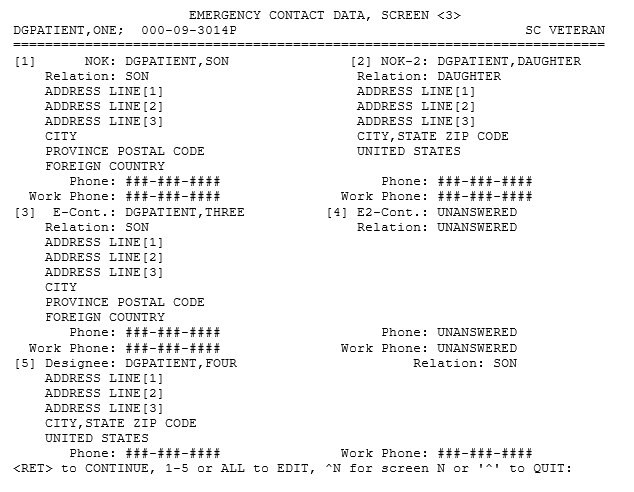 EMERGENCY CONTACT DATA, SCREEN <3>
DGPATIENT,ONE;  000-09-3014P                                     SC VETERAN
===========================================================================
[1]      NOK: DGPATIENT,SON                [2] NOK-2: DGPATIENT,DAUGHTER
    Relation: SON                           Relation: DAUGHTER
    ADDRESS LINE[1]                         ADDRESS LINE[1]
    ADDRESS LINE[2]                         ADDRESS LINE[2]
    ADDRESS LINE[3]                         ADDRESS LINE[3]
    CITY                                    CITY,STATE ZIP CODE
    PROVINCE POSTAL CODE                    UNITED STATES
    FOREIGN COUNTRY
       Phone: ###-###-####                     Phone: ###-###-####
  Work Phone: ###-###-####                Work Phone: ###-###-####
[3]  E-Cont.: DGPATIENT,THREE           [4] E2-Cont.: UNANSWERED
    Relation: SON                           Relation: UNANSWERED
    ADDRESS LINE[1]
    ADDRESS LINE[2]
    ADDRESS LINE[3]
    CITY
    PROVINCE POSTAL CODE
    FOREIGN COUNTRY
       Phone: ###-###-####                     Phone: UNANSWERED
  Work Phone: ###-###-####                Work Phone: UNANSWERED
[5] Designee: DGPATIENT,FOUR                       Relation: SON
    ADDRESS LINE[1]
    ADDRESS LINE[2]
    ADDRESS LINE[3]
    CITY,STATE ZIP CODE
    UNITED STATES
       Phone: ###-###-####                Work Phone: ###-###-####
<RET> to CONTINUE, 1-5 or ALL to EDIT, ^N for screen N or '^' to QUIT: